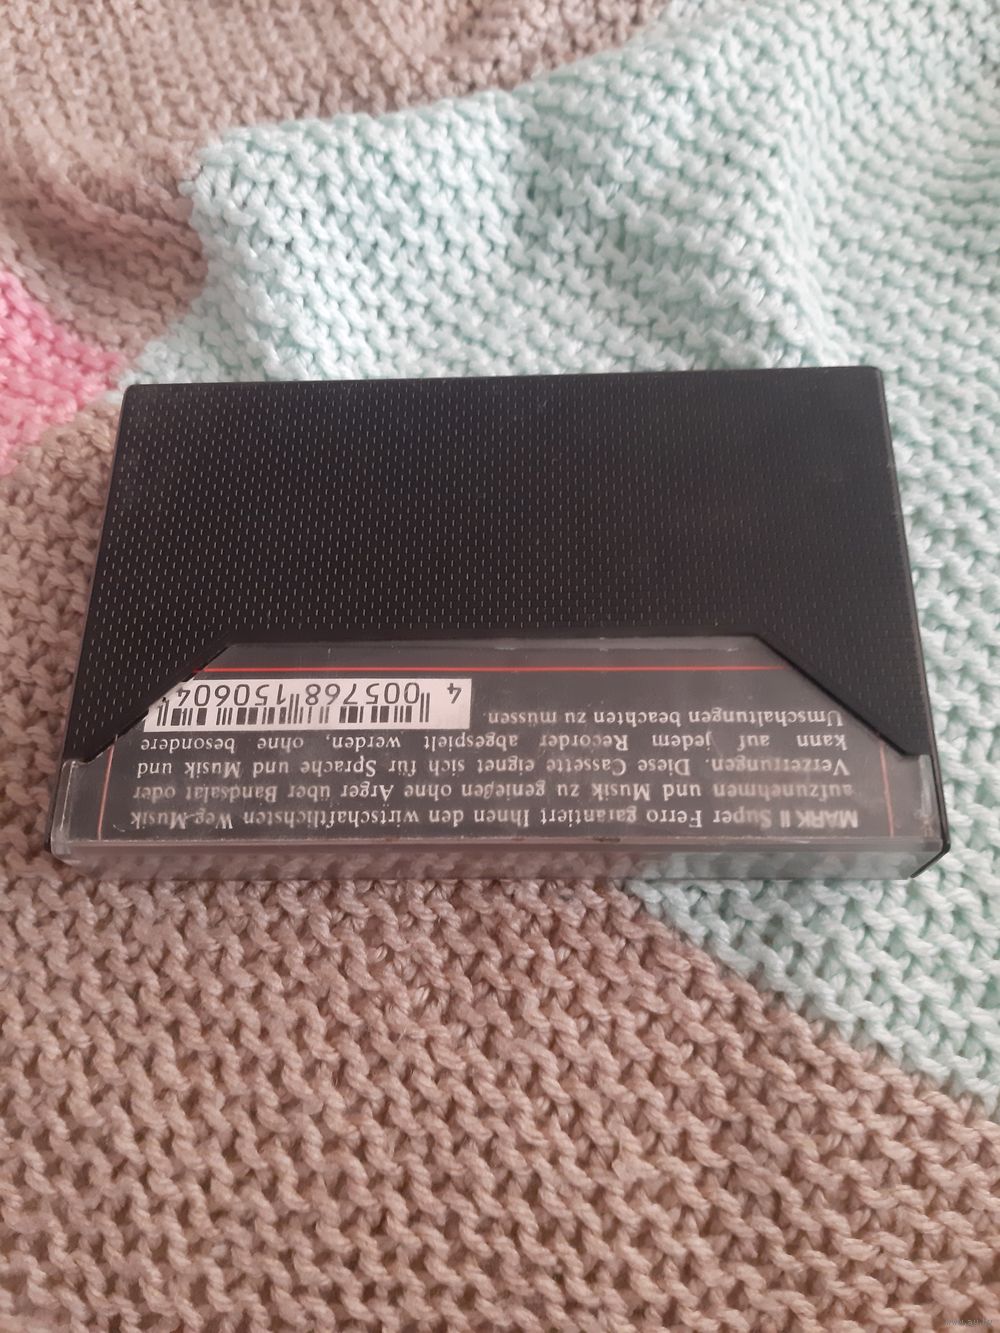 MARK II Super Ferro garantiert Ihnen den wirtschaftlichsten Weg Musik
aufzunehmen und Musik zu genießen ohne Ärger über Bandsalat oder
Verzerrungen. Diese Cassette eignet sich für Sprache und Musik und
kann auf jedem Recorder abgespielt werden, ohne besondere
Umschaltungen beachten zu müssen.
4 005768 150604